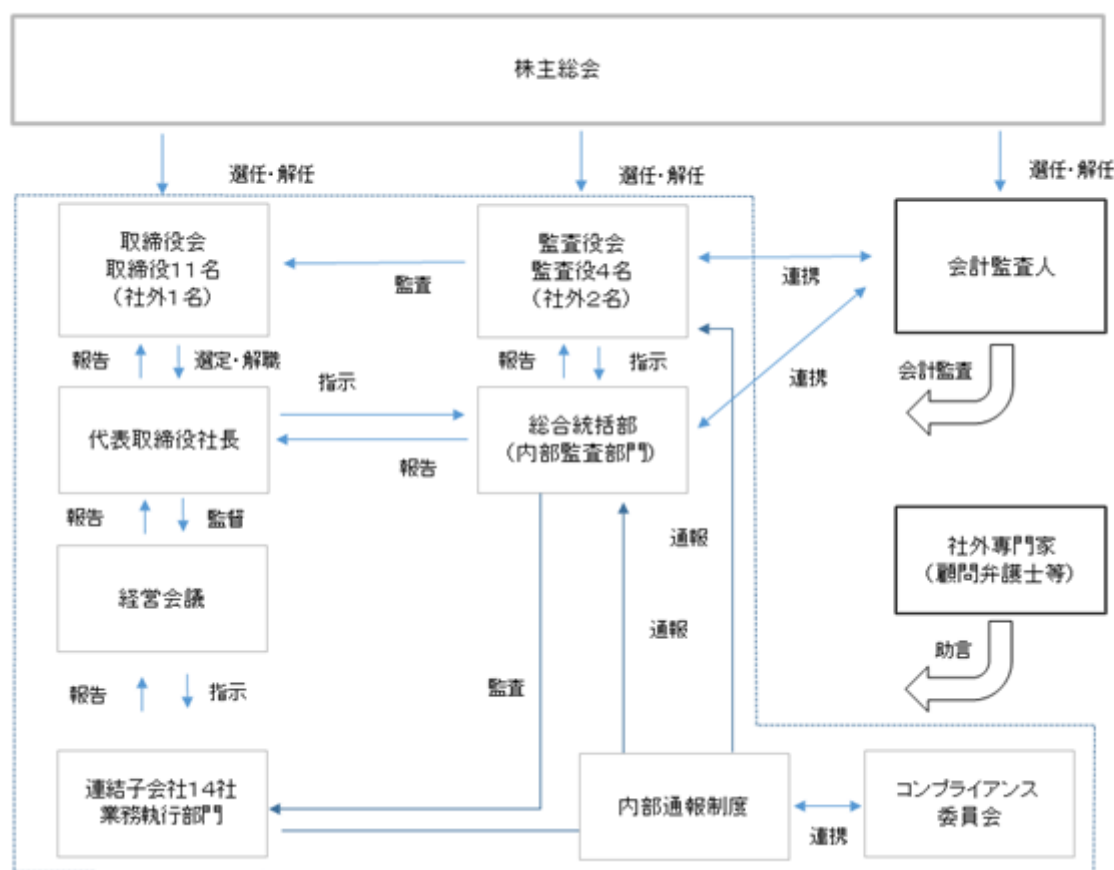 株主総会
選任・解任
選任・解任
選任・解任
取締役会
取締役11名
(社外1名)
監査
監査役会
監査役4名
(社外2名)
連携
会計監査人
報告
選定・解職
指示
報告
指示
連携
会計監査
代表取締役社長
報告
総合統括部
(内部監査部門)
報告
監督
通報
社外専門家
(顧問弁護士等)
経営会議
通報
助言
報告
指示
監査
連結子会社14社
業務執行部門
内部通報制度
連携
コンプライアンス
委員会